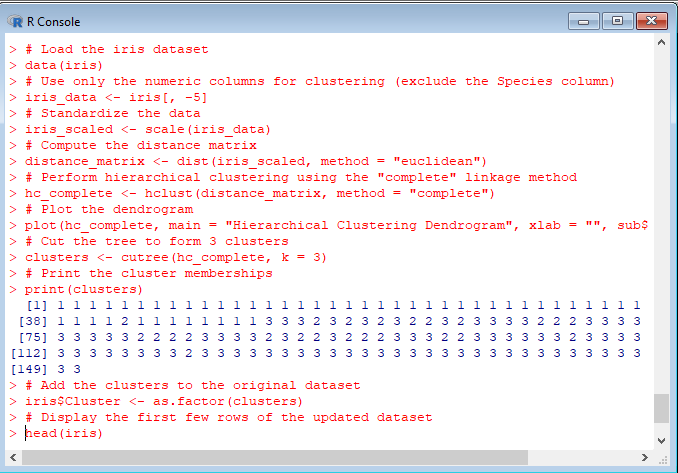 R Console
> # Load the iris dataset
> data(iris)
> # Use only the numeric columns for clustering (exclude the Species column)
> iris_data <- iris[, -5]
> # Standardize the data
> iris_scaled <- scale(iris_data)
> # Compute the distance matrix
> distance_matrix <- dist(iris_scaled, method = "euclidean")
> # Perform hierarchical clustering using the "complete" linkage method
> hc_complete <- hclust(distance_matrix, method = "complete")
> # Plot the dendrogram
> plot(hc_complete, main = "Hierarchical Clustering Dendrogram", xlab = "", sub$
> # Cut the tree to form 3 clusters
> clusters <- cutree(hc_complete, k = 3)
> # Print the cluster memberships
> print(clusters)
[1] 1 1 1 1 1 1 1 1 1 1 1 1 1 1 1 1 1 1 1 1 1 1 1 1 1 1 1 1 1 1 1 1 1 1 1 1 1
[38] 1 1 1 1 2 1 1 1 1 1 1 1 1 3 3 3 2 3 2 3 2 3 2 2 3 2 3 3 3 3 2 2 2 3 3 3 3
[75] 3 3 3 3 3 2 2 2 2 3 3 3 3 2 3 2 2 3 2 2 2 3 3 3 2 2 3 3 3 3 3 3 2 3 3 3 3
[112] 3 3 3 3 3 3 3 3 2 3 3 3 3 3 3 3 3 3 3 3 3 3 3 3 3 3 3 3 3 3 3 3 3 3 3 3 3
[149] 3 3
> # Add the clusters to the original dataset
> iris$Cluster <- as.factor(clusters)
> # Display the first few rows of the updated dataset
> head(iris)